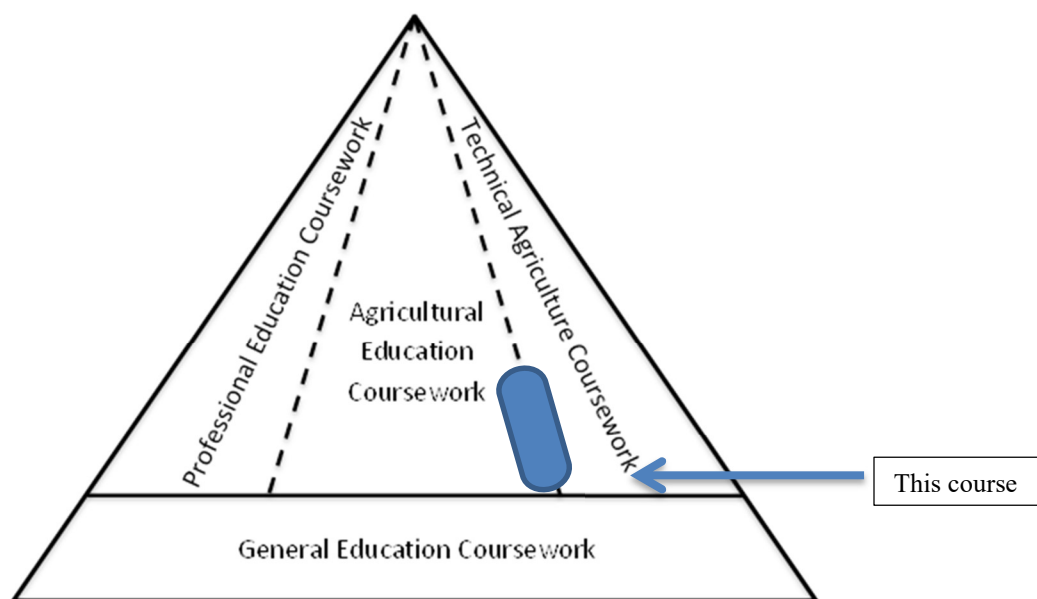 Professional Education Coursework
Technical Agriculture Coursework
Agricultural
Education
Coursework
This course
General Education Coursework